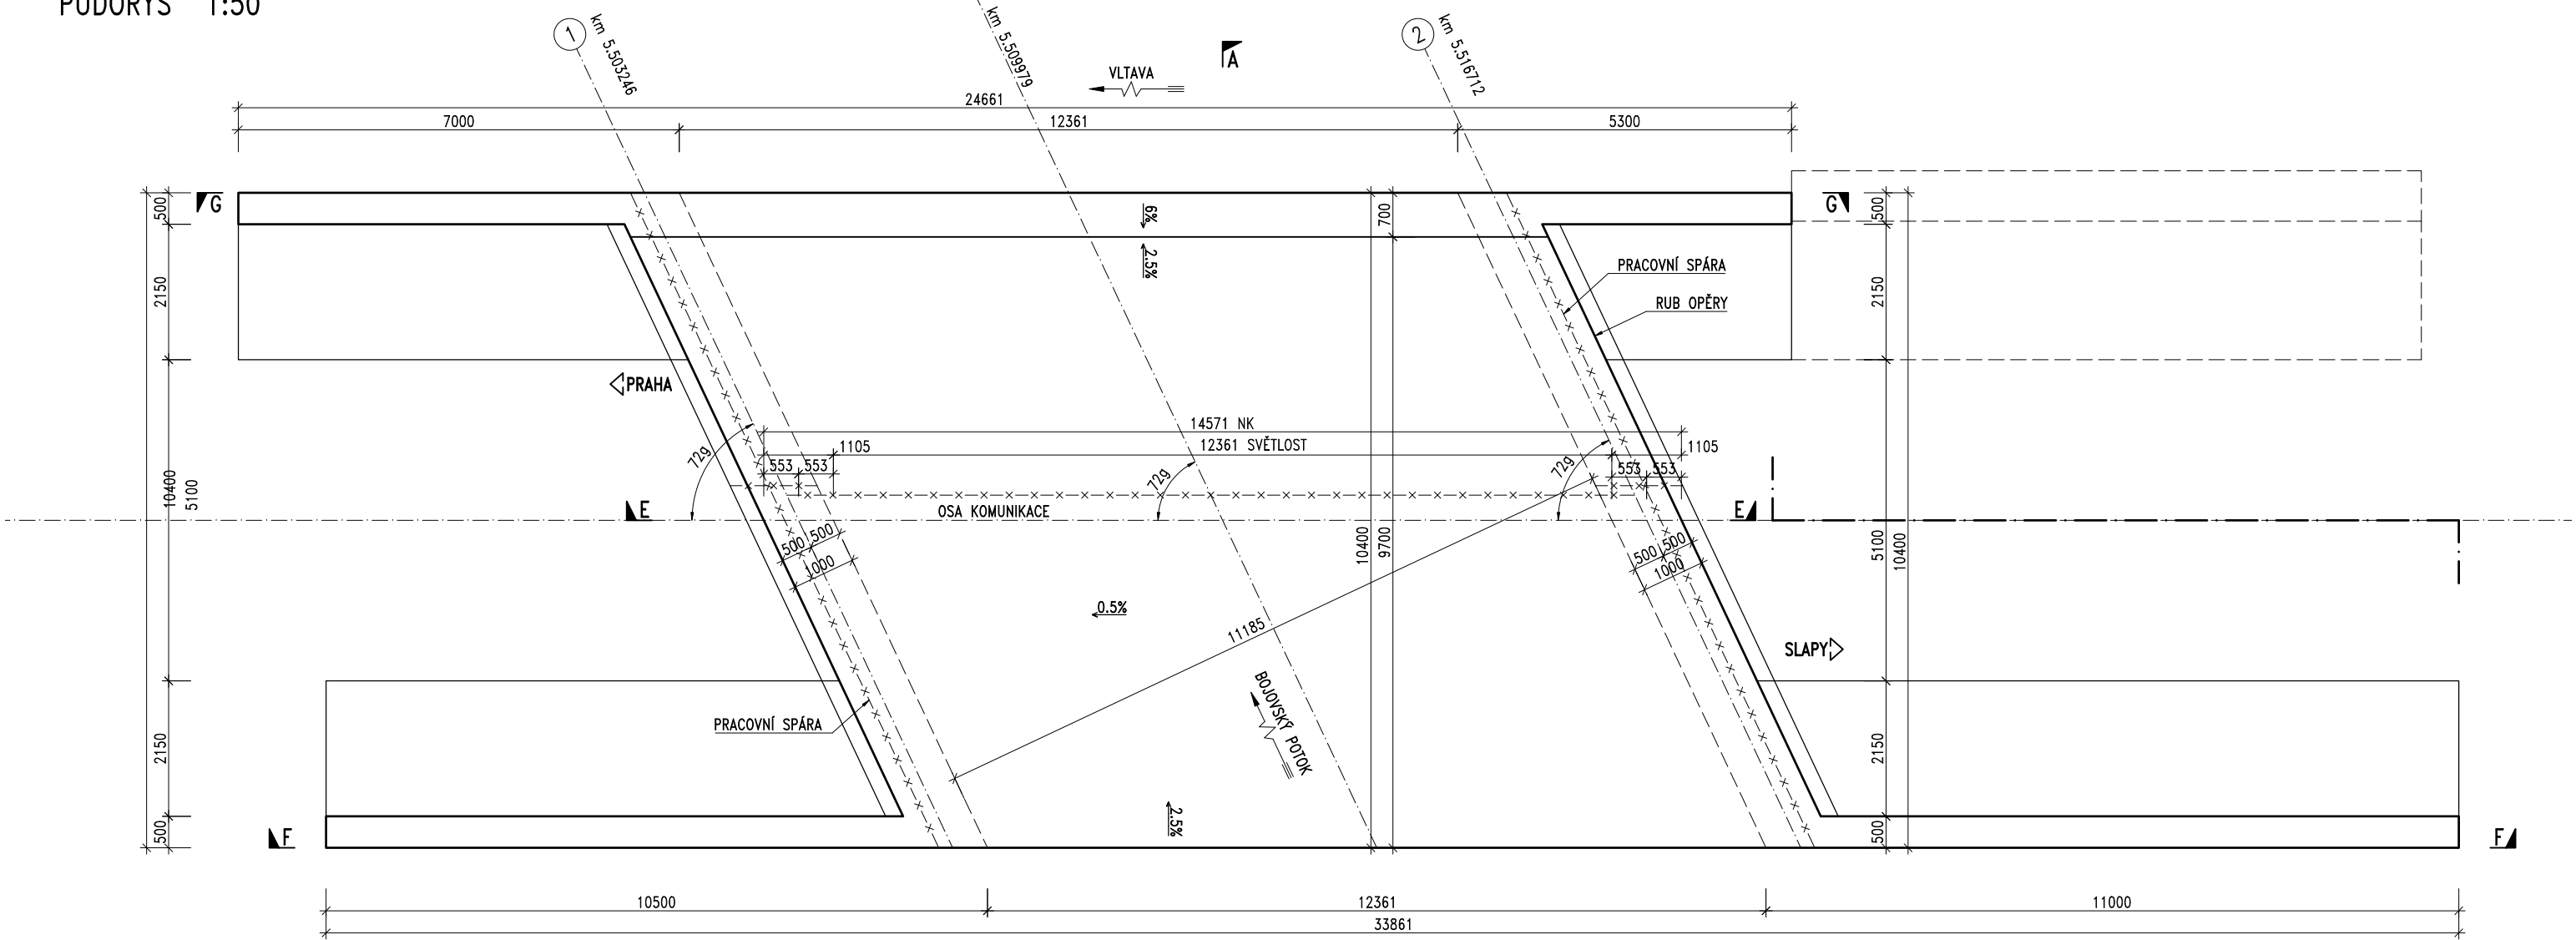 PŮDORYS 1:50
1
km 5.503246
km 5.509979
2
km 5.516712
A
VLTAVA
24661
7000
12361
5300
G
G
500
2150
10400
5100
2150
500
6%
2.5%
700
500
2150
5100
10400
2150
500
PRACOVNÍ SPÁRA
RUB OPĚRY
PRAHA
14571 NK
1105
12361 SVĚTLOST
1105
553
553
553
553
72g
72g
72g
E
OSA KOMUNIKACE
E
500
500
1000
10400
9700
500
500
1000
0.5%
11185
SLAPY
BOJOVSKÝ POTOK
PRACOVNÍ SPÁRA
2.5%
F
F
10500
12361
11000
33861